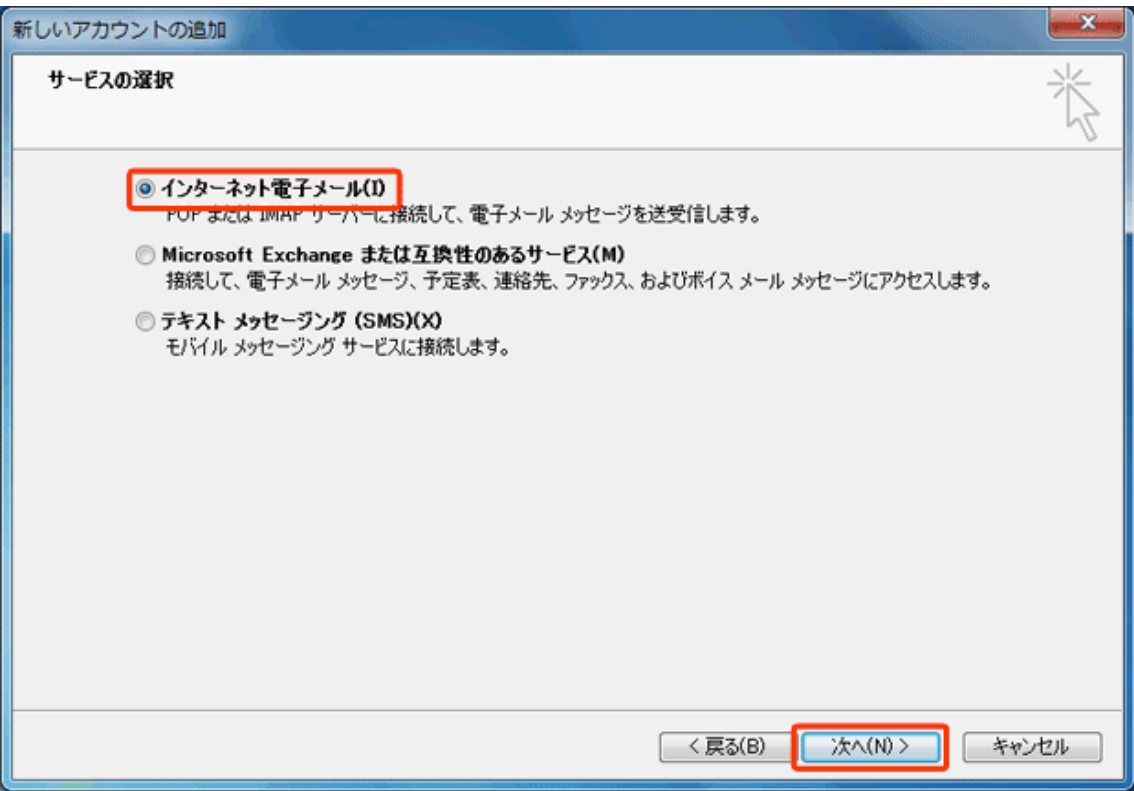 新しいアカウントの追加
サービスの選択
インターネット電子メール(I)
POP または IMAP サーバーに接続して、電子メール メッセージを送受信します。
Microsoft Exchange または互換性のあるサービス(M)
接続して、電子メール メッセージ、予定表、連絡先、ファックス、およびボイス メール メッセージにアクセスします。
テキスト メッセージング (SMS)(X)
モバイル メッセージング サービスに接続します。
< 戻る(B) 次へ(N) > キャンセル